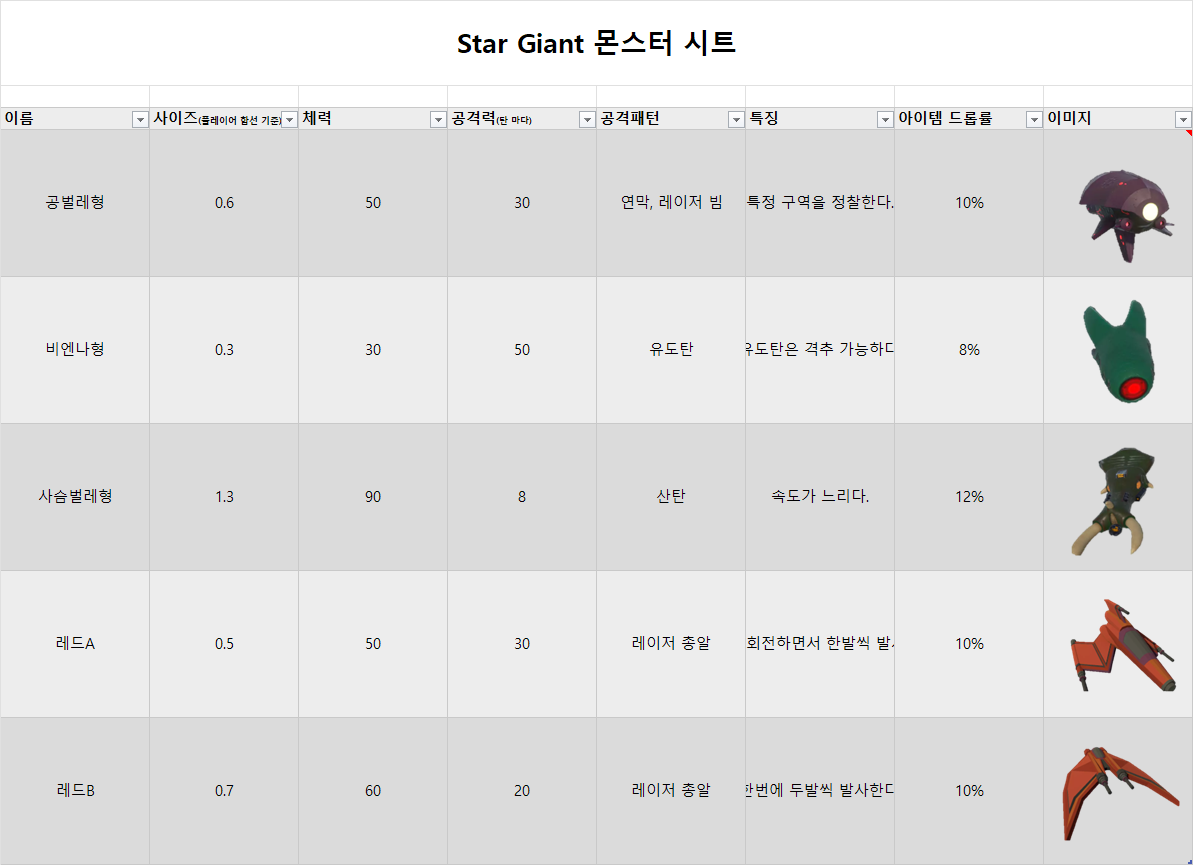 Star Giant 몬스터 시트
이름 사이즈(플레이어 함선 기준) 체력 공격력(탄 마다) 공격패턴 특징 아이템 드롭률 이미지
공벌레형 0.6 50 30 연막, 레이저 빔 특정 구역을 정찰한다. 10%
비엔나형 0.3 30 50 유도탄 유도탄은 격추 가능하다 8%
사슴벌레형 1.3 90 8 산탄 속도가 느리다. 12%
레드A 0.5 50 30 레이저 총알 회전하면서 한발씩 10%
레드B 0.7 60 20 레이저 총알 한번에 두발씩 발사한다 10%